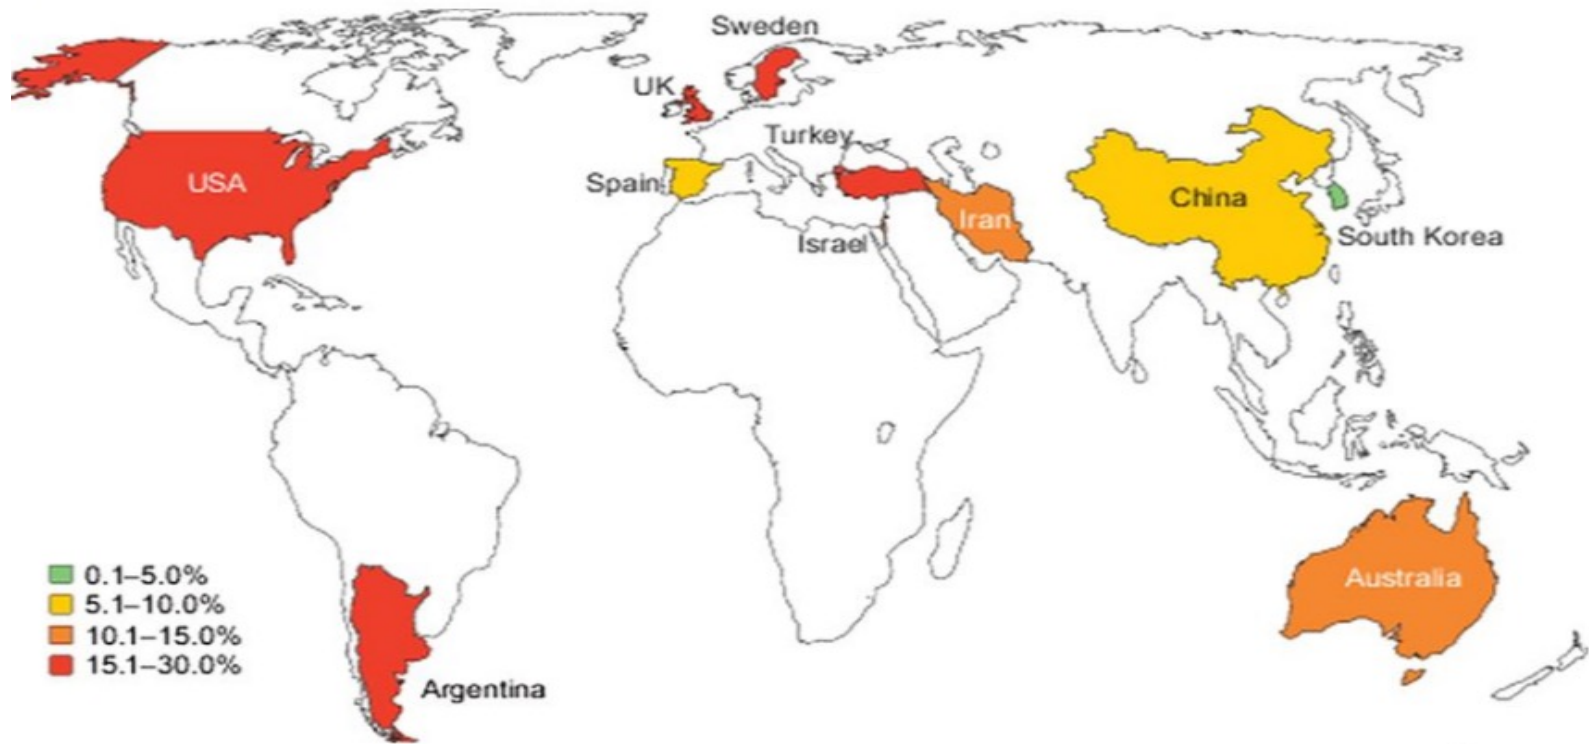 Sweden
UK
Turkey
USA
Spain
China
Iran
Israel
South Korea
0.1–5.0%
5.1–10.0%
10.1–15.0%
15.1–30.0%
Australia
Argentina